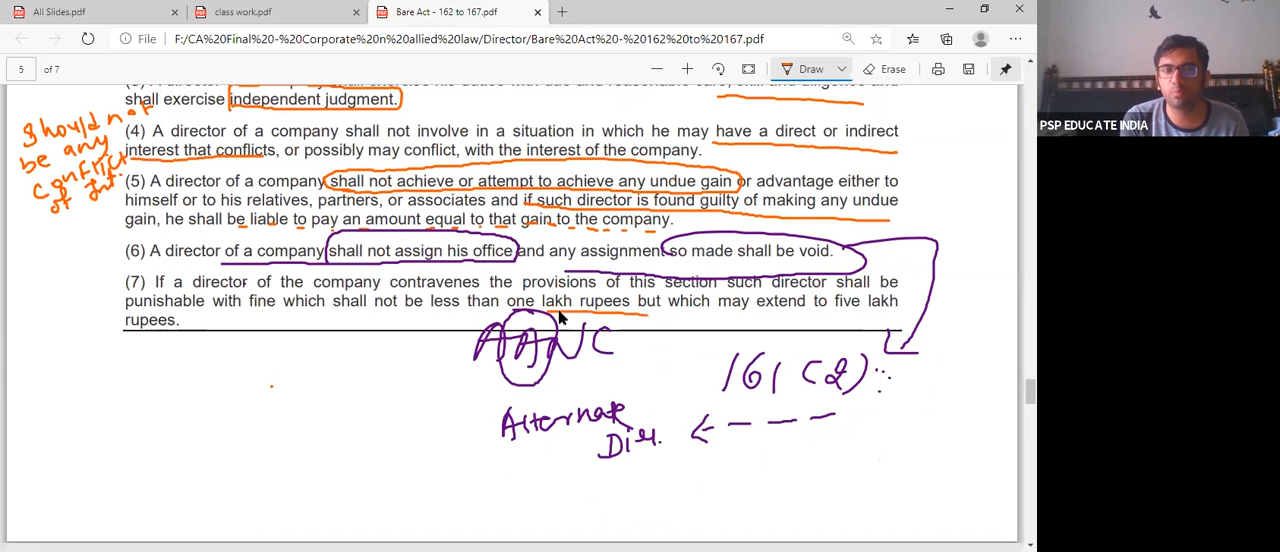 All Slides.pdf
class work.pdf
Bare Act - 162 to 167.pdf
File
F:/CA%20Final%20-%20Corporate%20n%20allied%20law/Director/Bare%20Act%20-%20162%20to%20167.pdf
5 of 7
Draw
Erase
PSP EDUCATE INDIA
shall exercise independent judgment.
(4) A director of a company shall not involve in a situation in which he may have a direct or indirect
interest that conflicts, or possibly may conflict, with the interest of the company.
(5) A director of a company shall not achieve or attempt to achieve any undue gain or advantage either to
himself or to his relatives, partners, or associates and if such director is found guilty of making any undue
gain, he shall be liable to pay an amount equal to that gain to the company.
(6) A director of a company shall not assign his office and any assignment so made shall be void.
(7) If a director of the company contravenes the provisions of this section such director shall be
punishable with fine which shall not be less than one lakh rupees but which may extend to five lakh
rupees.
Should not
be any
conflict
of Int.
AANC
161 (2)
Alternate
Dir.